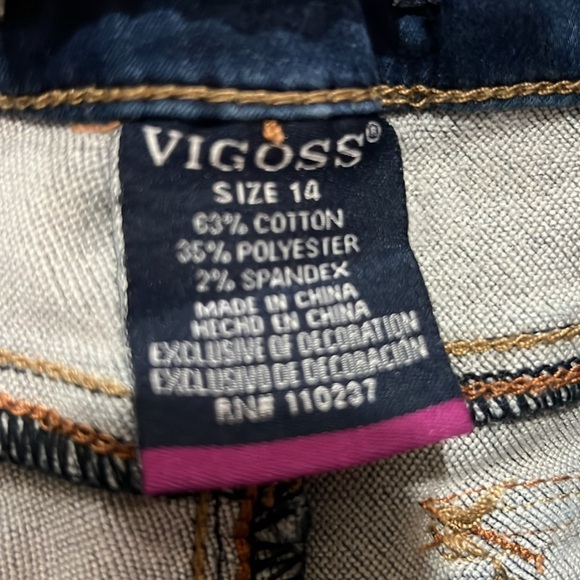 VIGOSS®
SIZE 14
63% COTTON
35% POLYESTER
2% SPANDEX
MADE IN CHINA
HECHO EN CHINA
EXCLUSIVE OF DECORATION
EXCLUSIVO DE DECORACIÓN
RN# 110237